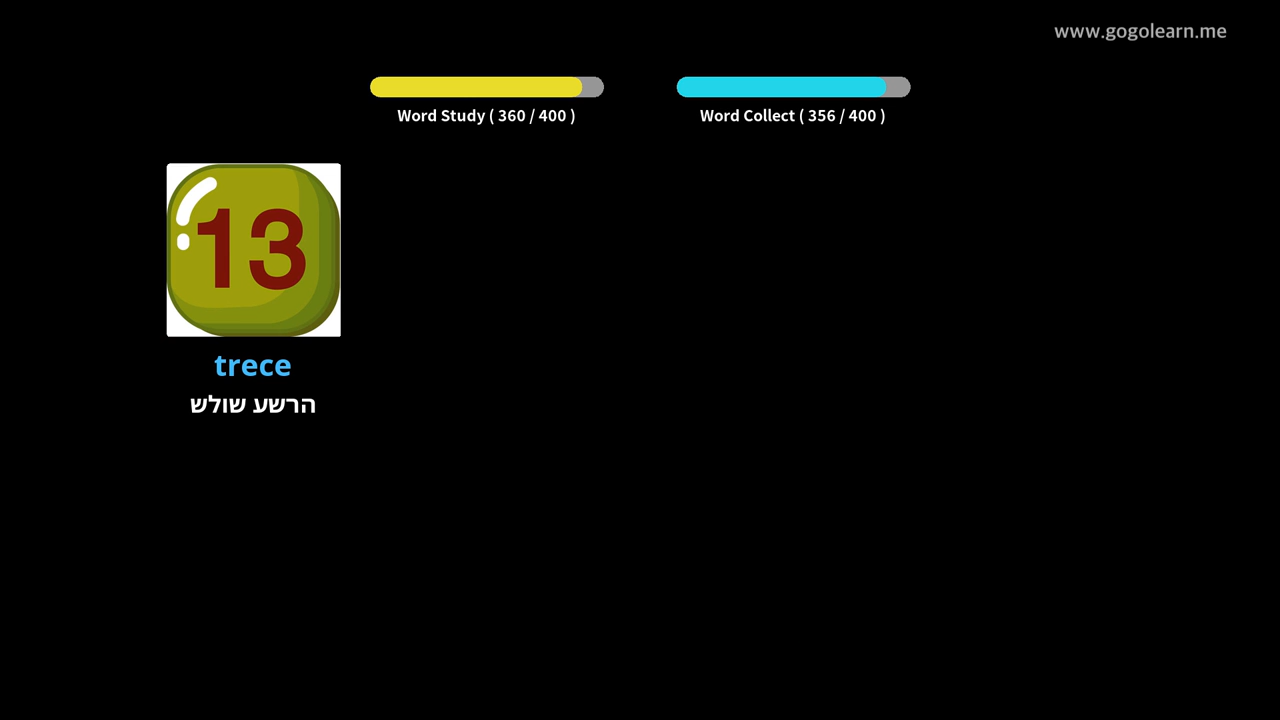 www.gogolearn.me
Word Study ( 360 / 400 )
Word Collect ( 356 / 400 )
13
trece
הרשע שולש